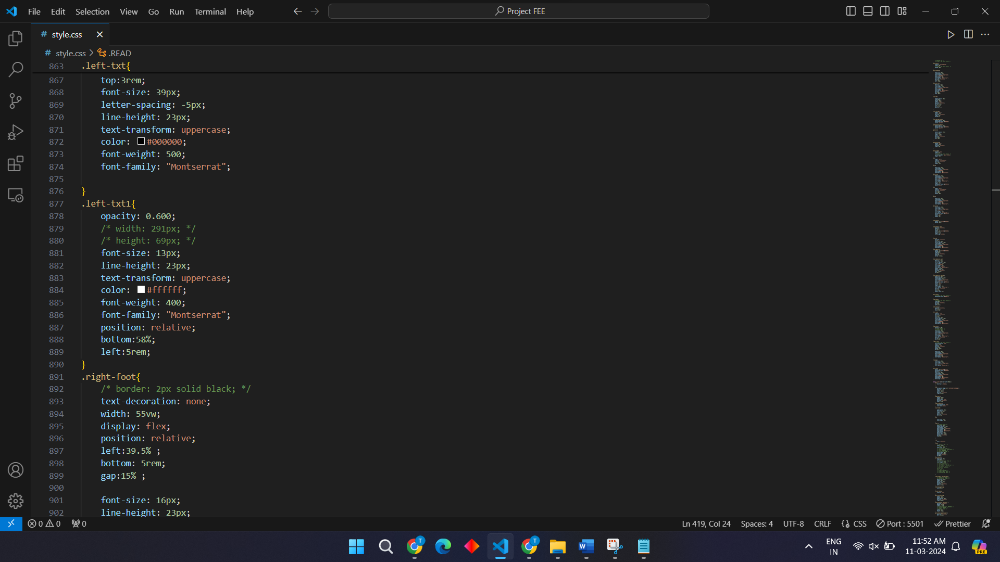 File Edit Selection View Go Run Terminal Help
Project FEE
# style.css
# style.css > .READ
863 .left-txt{
867 top:3rem;
868 font-size: 39px;
869 letter-spacing: -5px;
870 line-height: 23px;
871 text-transform: uppercase;
872 color: #000000;
873 font-weight: 500;
874 font-family: "Montserrat";
875
876 }
877 .left-txt1{
878 opacity: 0.600;
879 /* width: 291px; */
880 /* height: 69px; */
881 font-size: 13px;
882 line-height: 23px;
883 text-transform: uppercase;
884 color: #ffffff;
885 font-weight: 400;
886 font-family: "Montserrat";
887 position: relative;
888 bottom:58%;
889 left:5rem;
890 }
891 .right-foot{
892 /* border: 2px solid black; */
893 text-decoration: none;
894 width: 55vw;
895 display: flex;
896 position: relative;
897 left:39.5% ;
898 bottom: 5rem;
899 gap:15% ;
900
901 font-size: 16px;
902 line-height: 23px;
0 0 0
Ln 419, Col 24 Spaces: 4 UTF-8 CRLF {} CSS Port : 5501 Prettier
ENG
IN
11:52 AM
11-03-2024
T
T
W
PRE